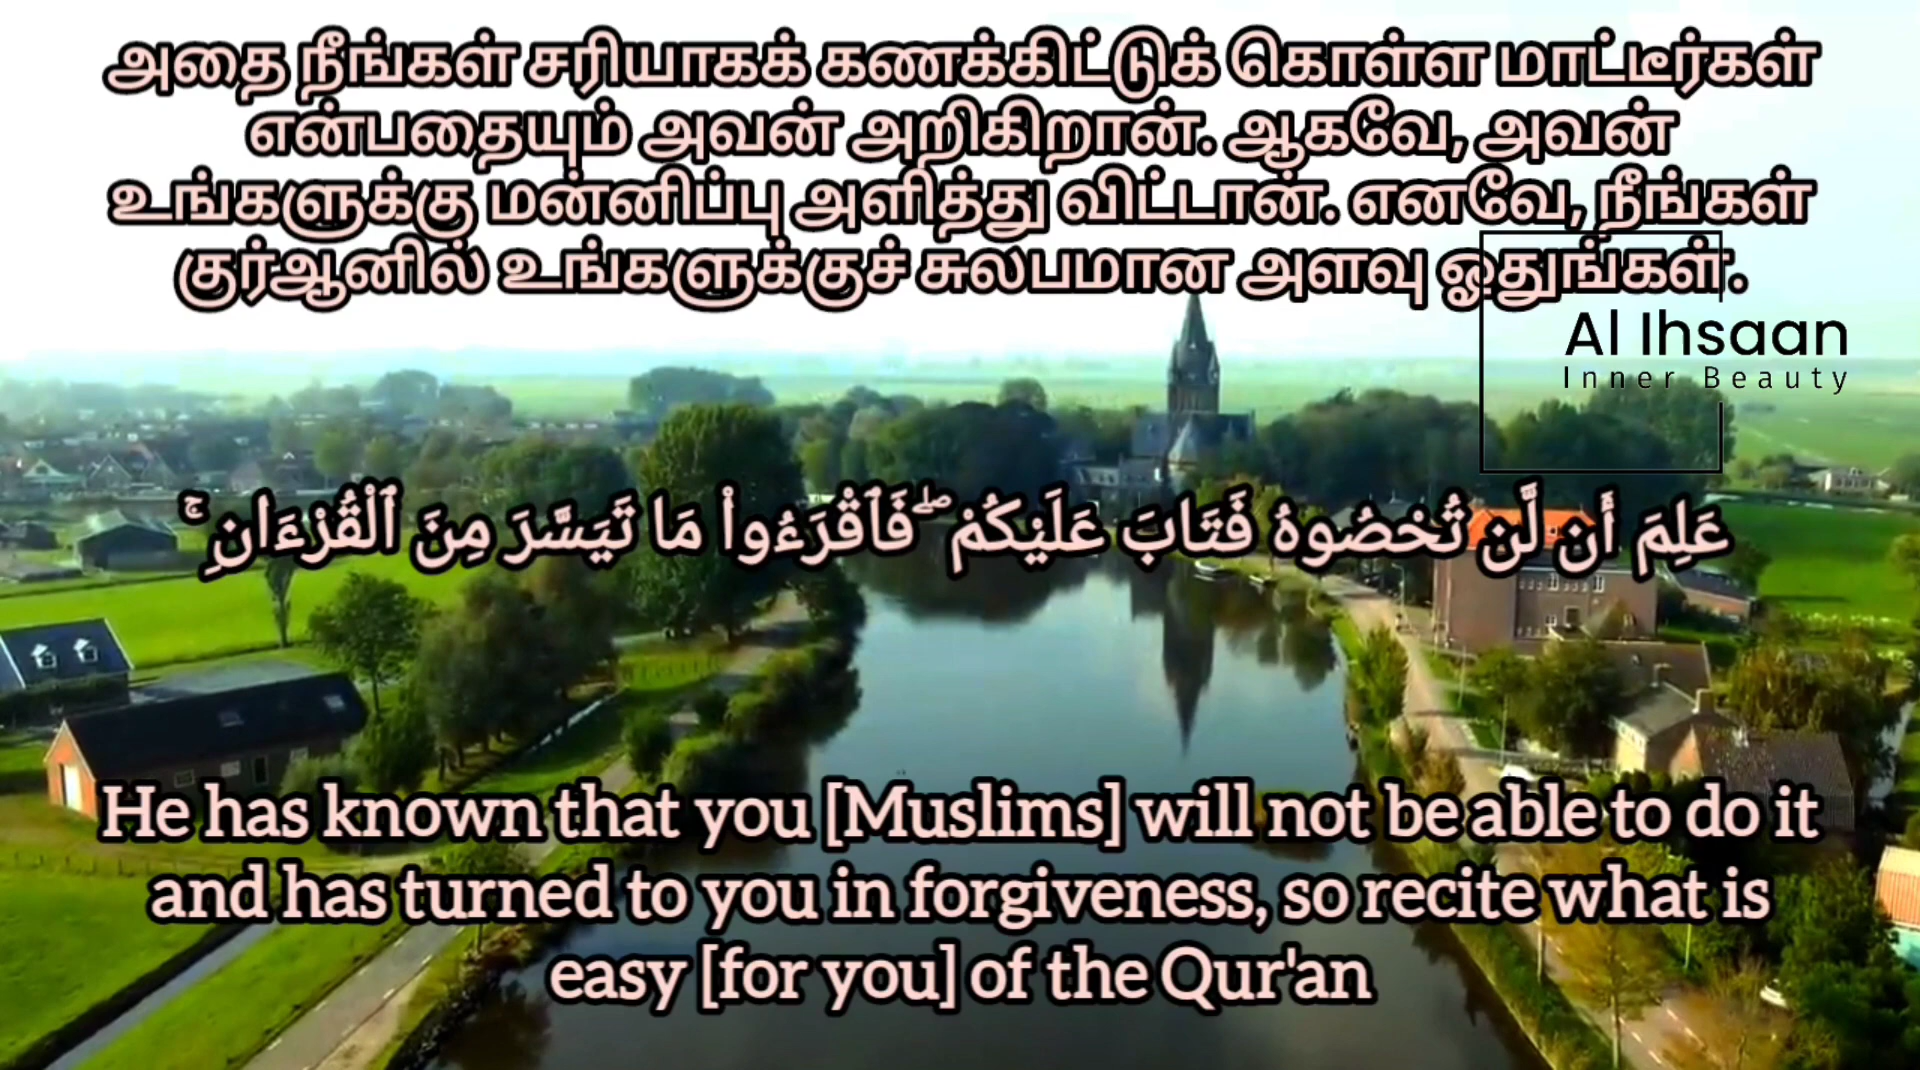 அதை நீங்கள் சரியாகக் கணக்கிட்டுக் கொள்ள மாட்டீர்கள்
என்பதையும் அவன் அறிகிறான். ஆகவே, அவன்
உங்களுக்கு மன்னிப்பு அளித்து விட்டான். எனவே, நீங்கள்
குர்ஆனில் உங்களுக்குச் சுலபமான அளவு ஓதுங்கள்.
Al Ihsaan
Inner Beauty
عَلِمَ أَن لَّن تُحْصُوهُ فَتَابَ عَلَيْكُمْ ۖ فَٱقْرَءُوا۟ مَا تَيَسَّرَ مِنَ ٱلْقُرْءَانِ ۚ
He has known that you [Muslims] will not be able to do it
and has turned to you in forgiveness, so recite what is
easy [for you] of the Qur'an